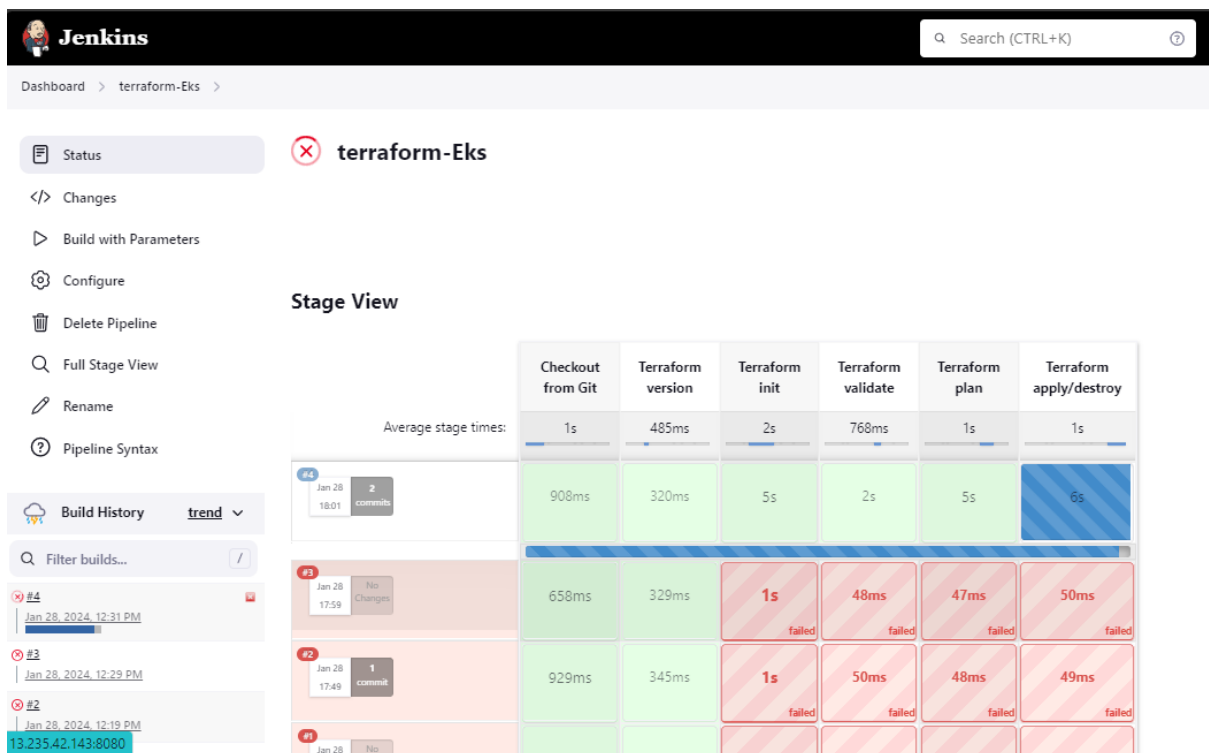 Jenkins
Search (CTRL+K)
Dashboard > terraform-Eks >
Status
Changes
Build with Parameters
Configure
Delete Pipeline
Full Stage View
Rename
Pipeline Syntax
Build History trend
Filter builds... /
#4
Jan 28, 2024, 12:31 PM
#3
Jan 28, 2024, 12:29 PM
#2
Jan 28, 2024, 12:19 PM
13.235.42.143:8080
terraform-Eks
Stage View
Checkout from Git
Terraform version
Terraform init
Terraform validate
Terraform plan
Terraform apply/destroy
Average stage times: 1s 485ms 2s 768ms 1s 1s
#4
Jan 28 18:01
2 commits
908ms 320ms 5s 2s 5s 6s
#3
Jan 28 17:59
No Changes
658ms 329ms 1s 48ms 47ms 50ms
failed failed failed failed
#2
Jan 28 17:49
1 commit
929ms 345ms 1s 50ms 48ms 49ms
failed failed failed failed
#1
Jan 28
No